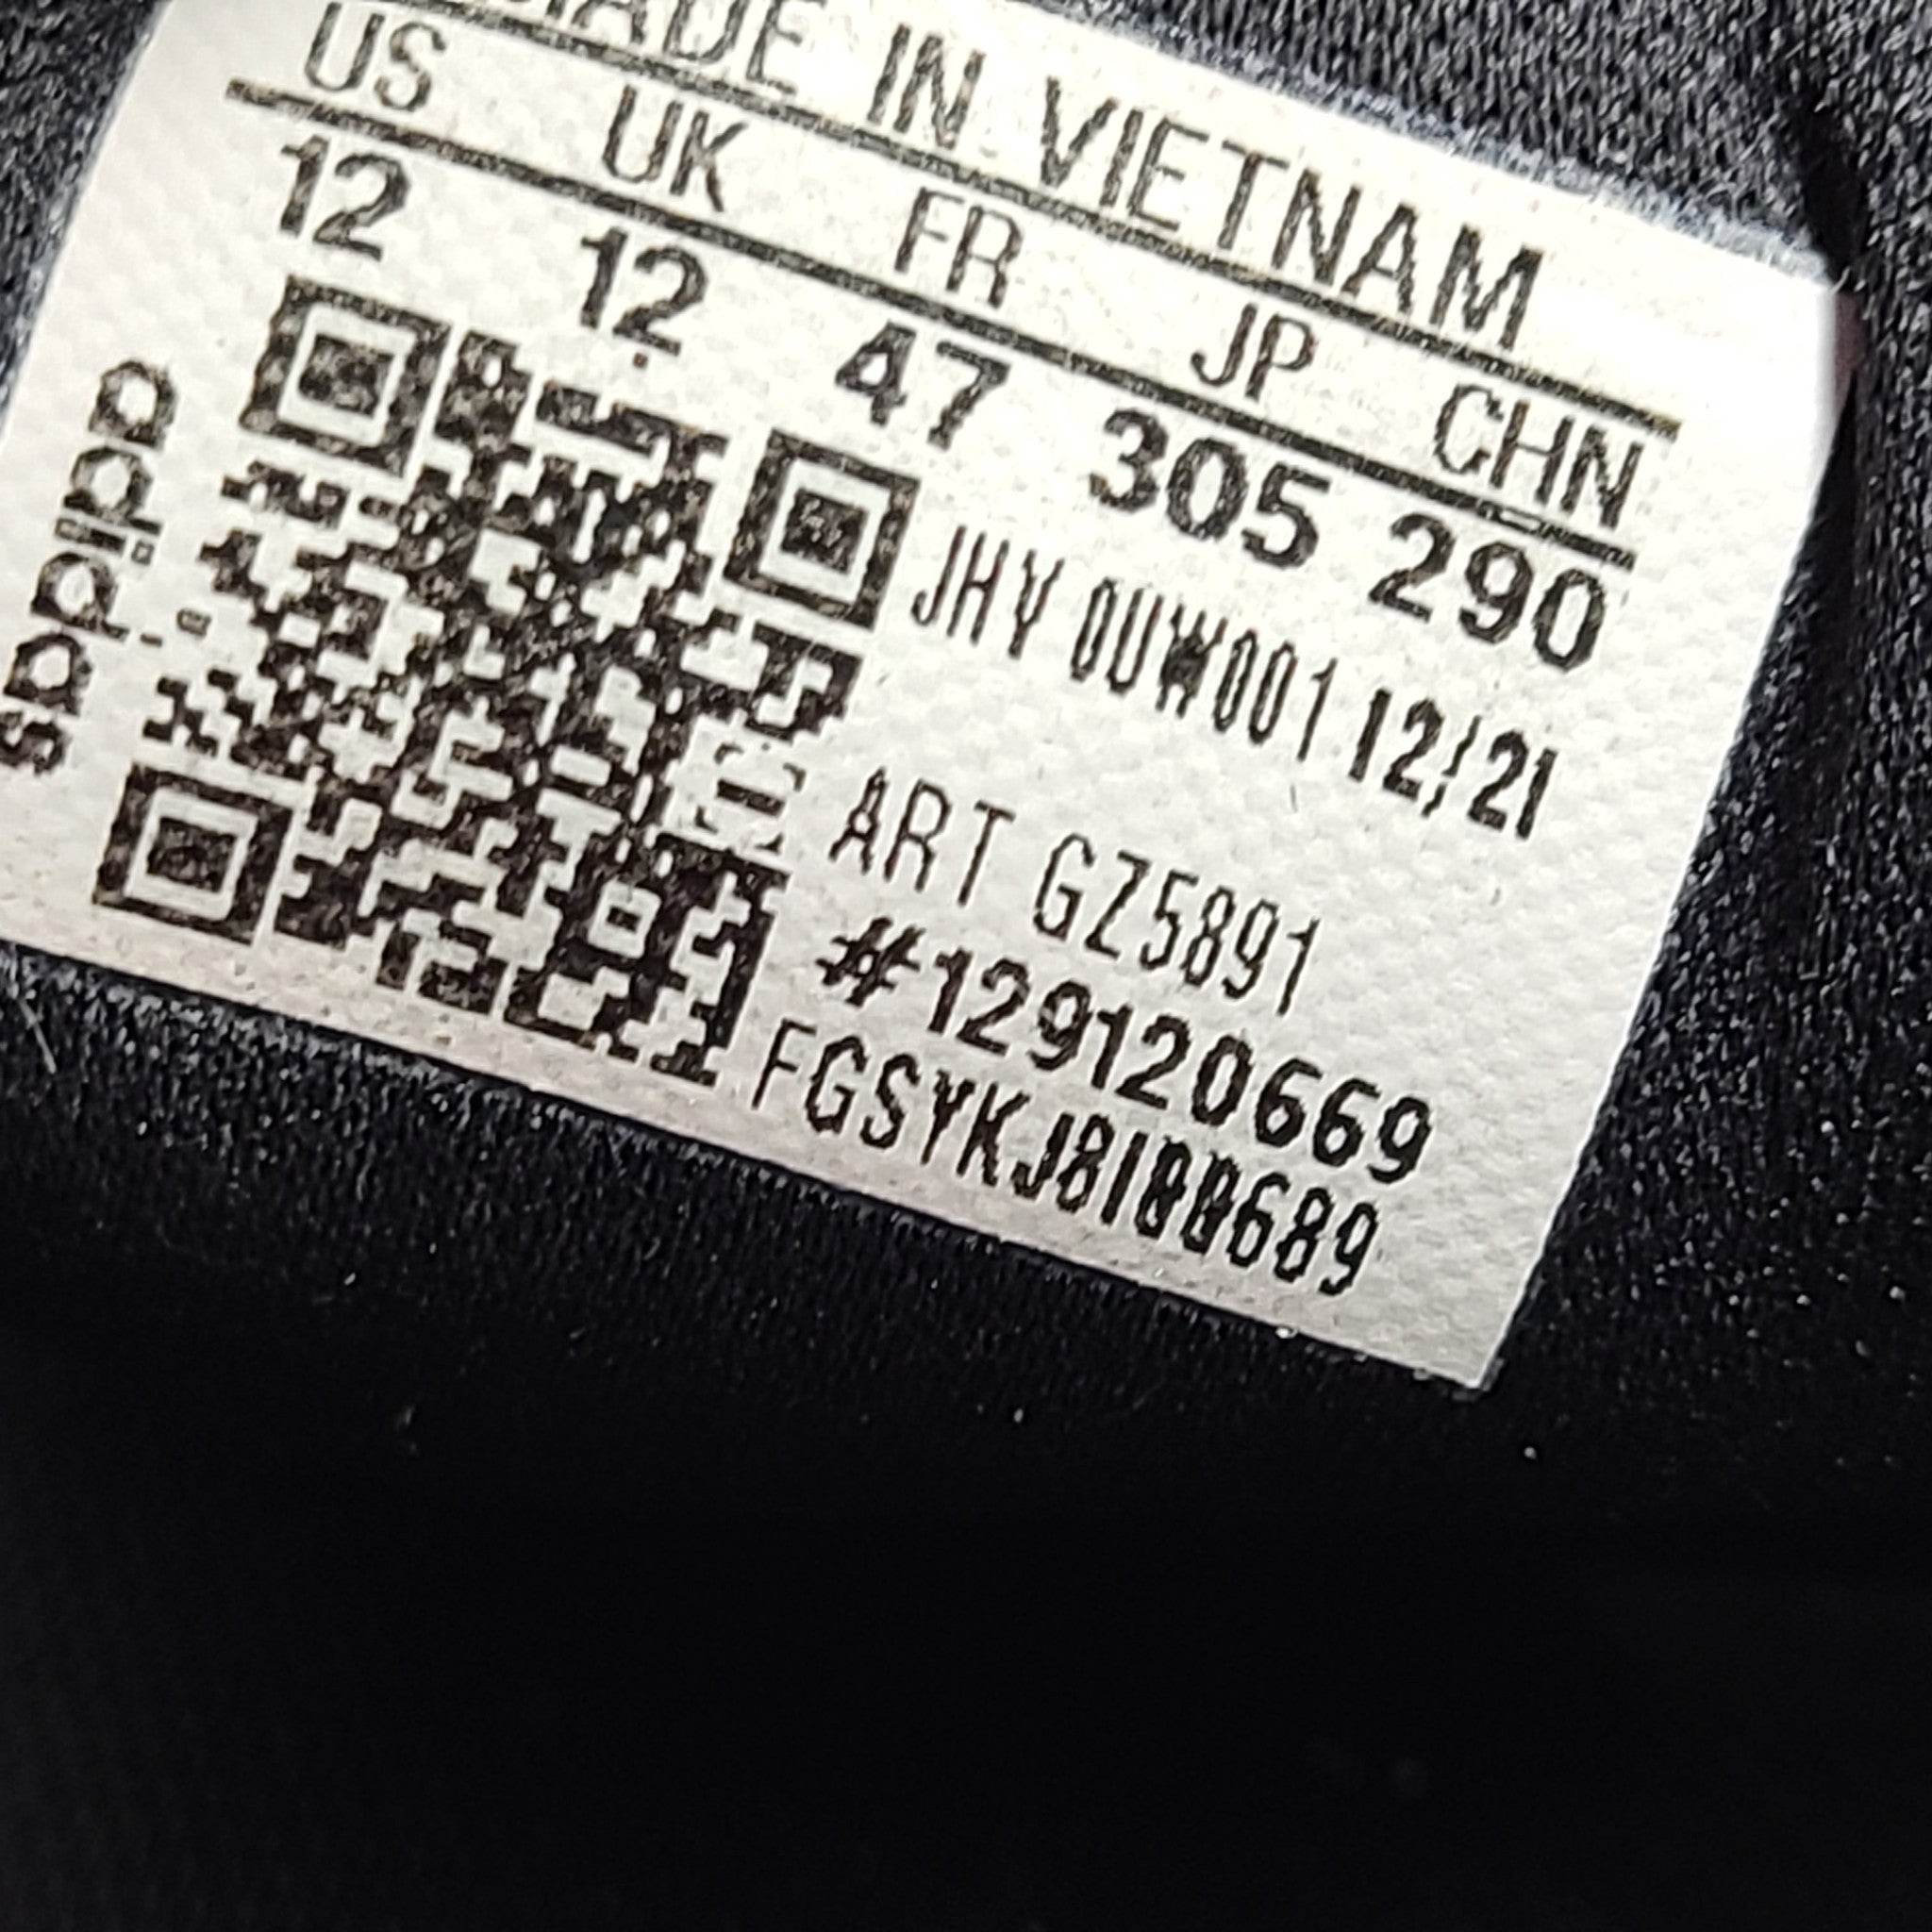 MADE IN VIETNAM
US UK FR JP CHN
12 12 47 305 290
adidas
JHY 0UW001 12/21
ART GZ5891
#129120669